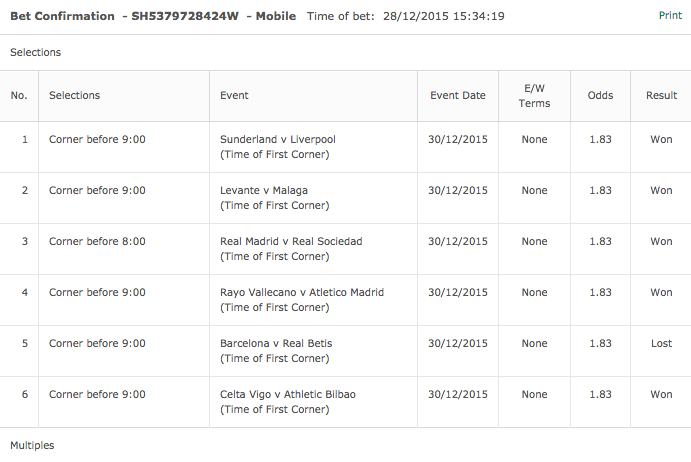 Bet Confirmation - SH5379728424W - Mobile Time of bet: 28/12/2015 15:34:19 Print
Selections
No. Selections Event Event Date E/W Terms Odds Result
1 Corner before 9:00 Sunderland v Liverpool 30/12/2015 None 1.83 Won
(Time of First Corner)
2 Corner before 9:00 Levante v Malaga 30/12/2015 None 1.83 Won
(Time of First Corner)
3 Corner before 8:00 Real Madrid v Real Sociedad 30/12/2015 None 1.83 Won
(Time of First Corner)
4 Corner before 9:00 Rayo Vallecano v Atletico Madrid 30/12/2015 None 1.83 Won
(Time of First Corner)
5 Corner before 9:00 Barcelona v Real Betis 30/12/2015 None 1.83 Lost
(Time of First Corner)
6 Corner before 9:00 Celta Vigo v Athletic Bilbao 30/12/2015 None 1.83 Won
(Time of First Corner)
Multiples